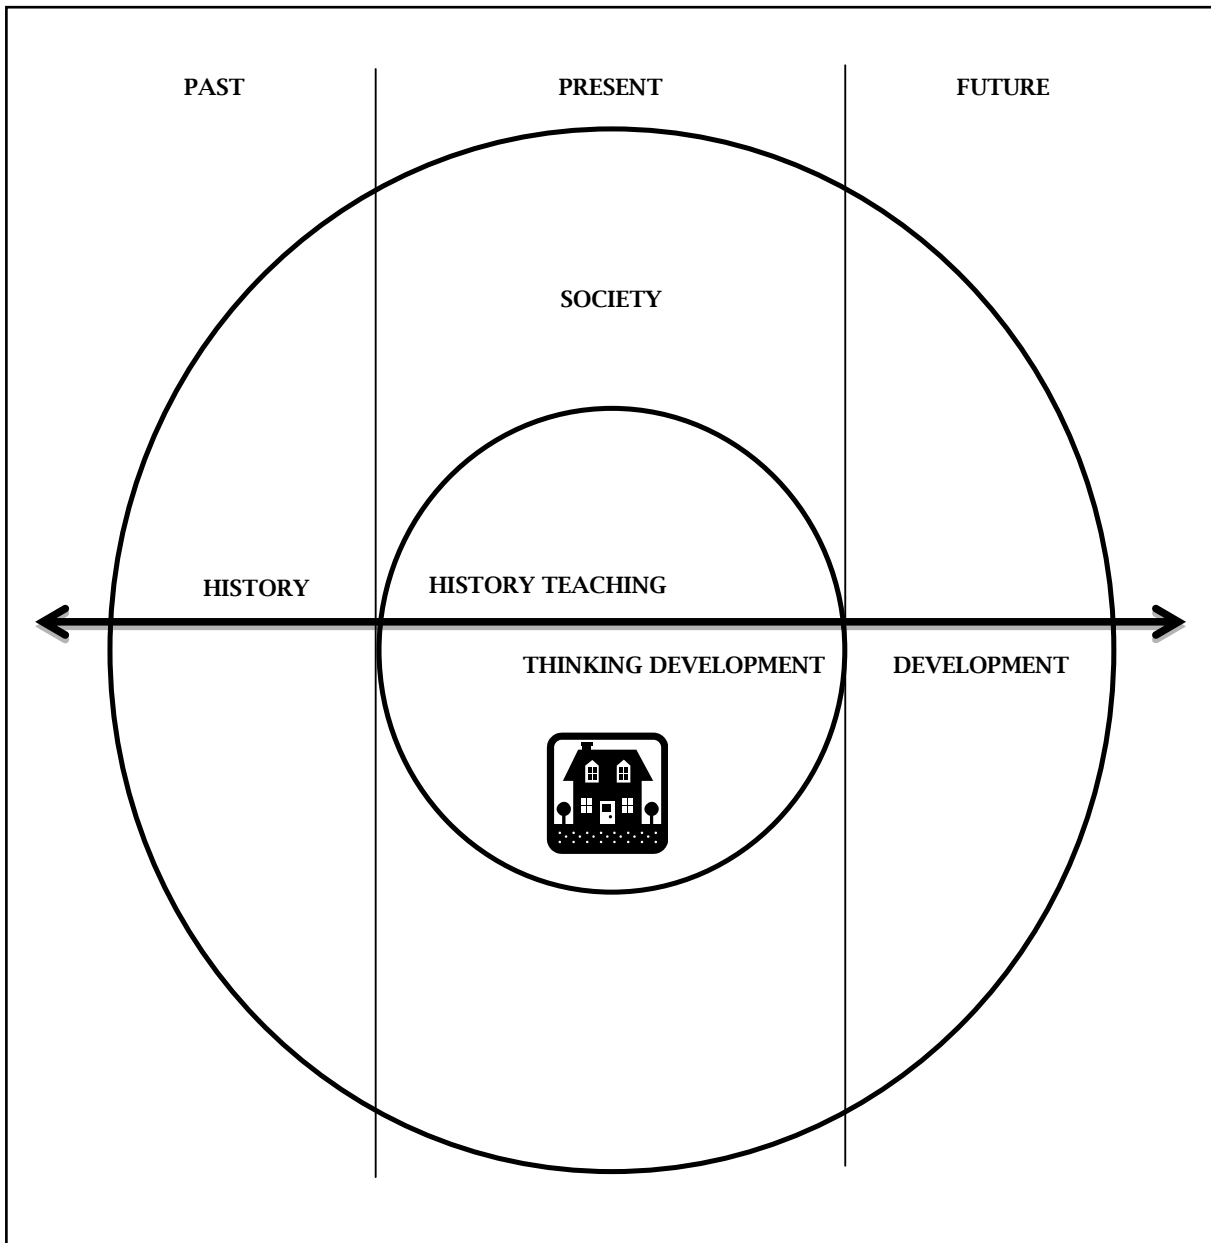 PAST PRESENT FUTURE
SOCIETY
HISTORY HISTORY TEACHING
THINKING DEVELOPMENT DEVELOPMENT